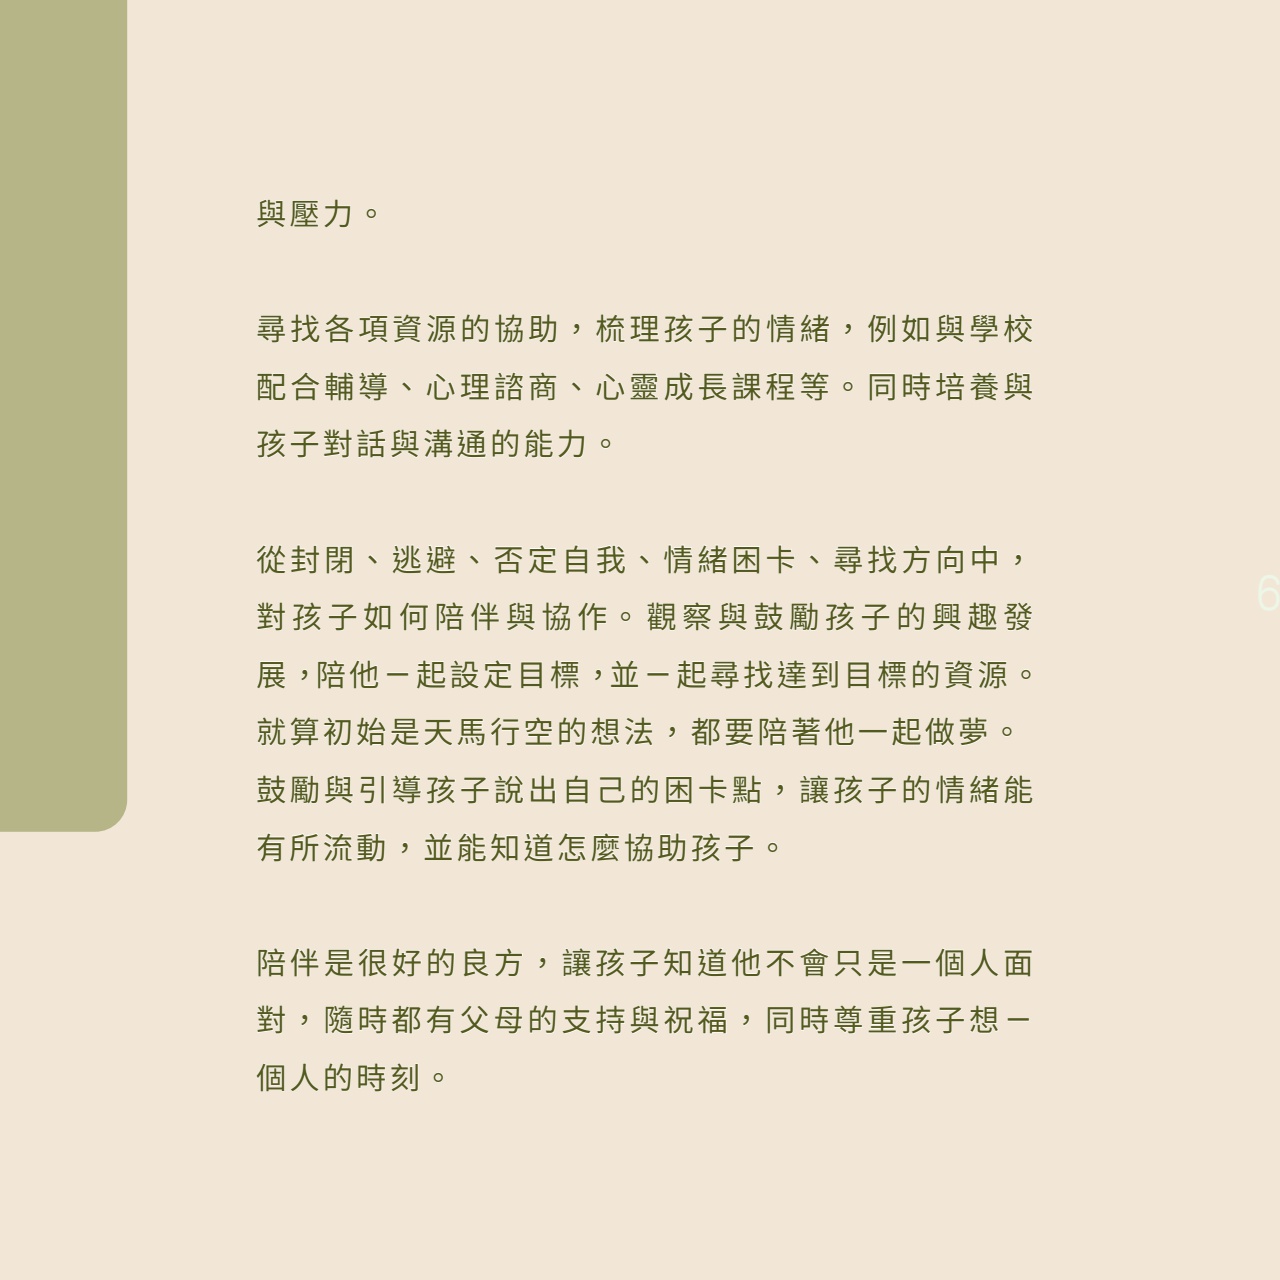 與壓力。
尋找各項資源的協助，梳理孩子的情緒，例如與學校
配合輔導、心理諮商、心靈成長課程等。同時培養與
孩子對話與溝通的能力。
從封閉、逃避、否定自我、情緒困卡、尋找方向中，
對孩子如何陪伴與協作。觀察與鼓勵孩子的興趣發
展，陪他一起設定目標，並一起尋找達到目標的資源。
就算初始是天馬行空的想法，都要陪著他一起做夢。
鼓勵與引導孩子說出自己的困卡點，讓孩子的情緒能
有所流動，並能知道怎麼協助孩子。
陪伴是很好的良方，讓孩子知道他不會只是一個人面
對，隨時都有父母的支持與祝福，同時尊重孩子想一
個人的時刻。
6